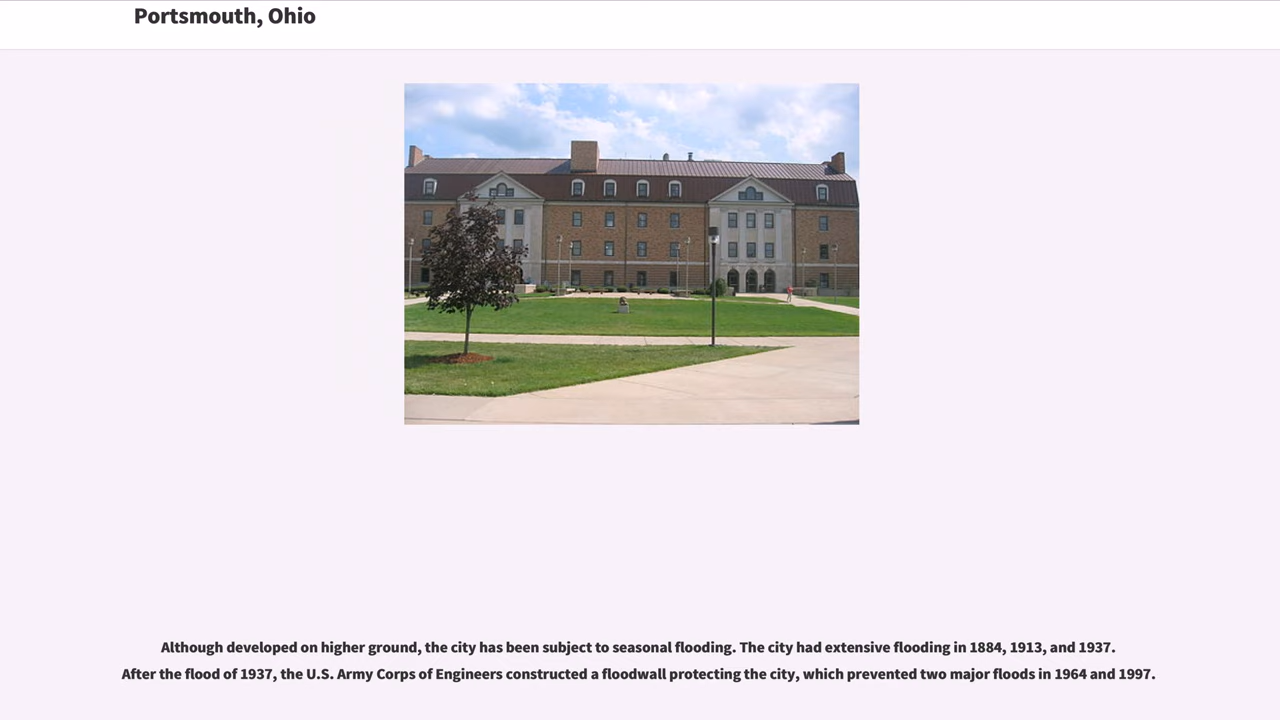 Portsmouth, Ohio
Although developed on higher ground, the city has been subject to seasonal flooding. The city had extensive flooding in 1884, 1913, and 1937.
After the flood of 1937, the U.S. Army Corps of Engineers constructed a floodwall protecting the city, which prevented two major floods in 1964 and 1997.